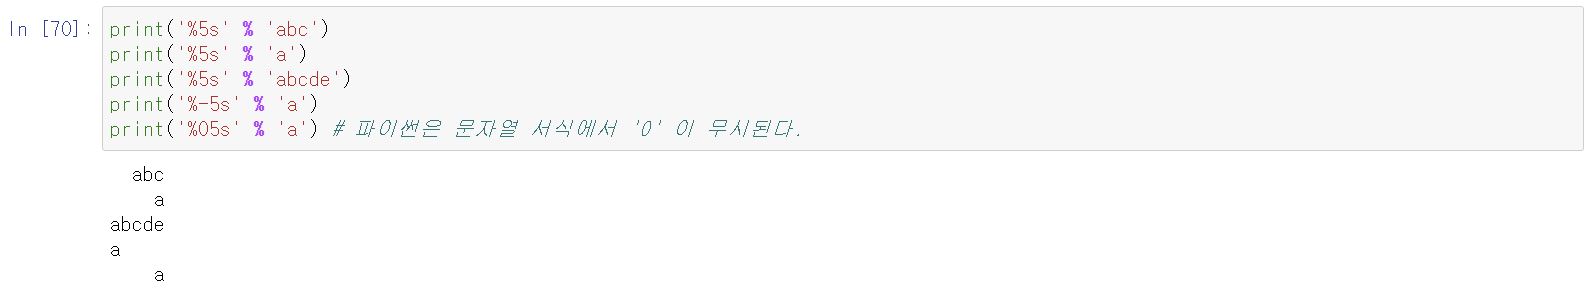 In [70]: print('%5s' % 'abc')
print('%5s' % 'a')
print('%5s' % 'abcde')
print('%-5s' % 'a')
print('%05s' % 'a') # 파이썬은 문자열 서식에서 '0' 이 무시된다.
  abc
    a
abcde
a
    a